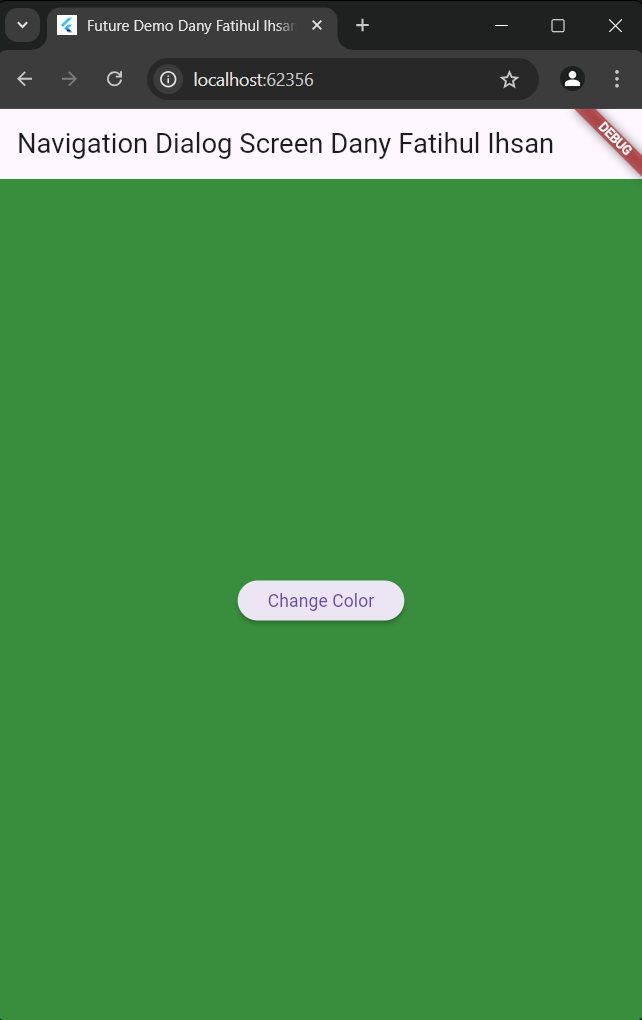 Future Demo Dany Fatihul Ihsan
localhost:62356
Navigation Dialog Screen Dany Fatihul Ihsan
DEBUG
Change Color